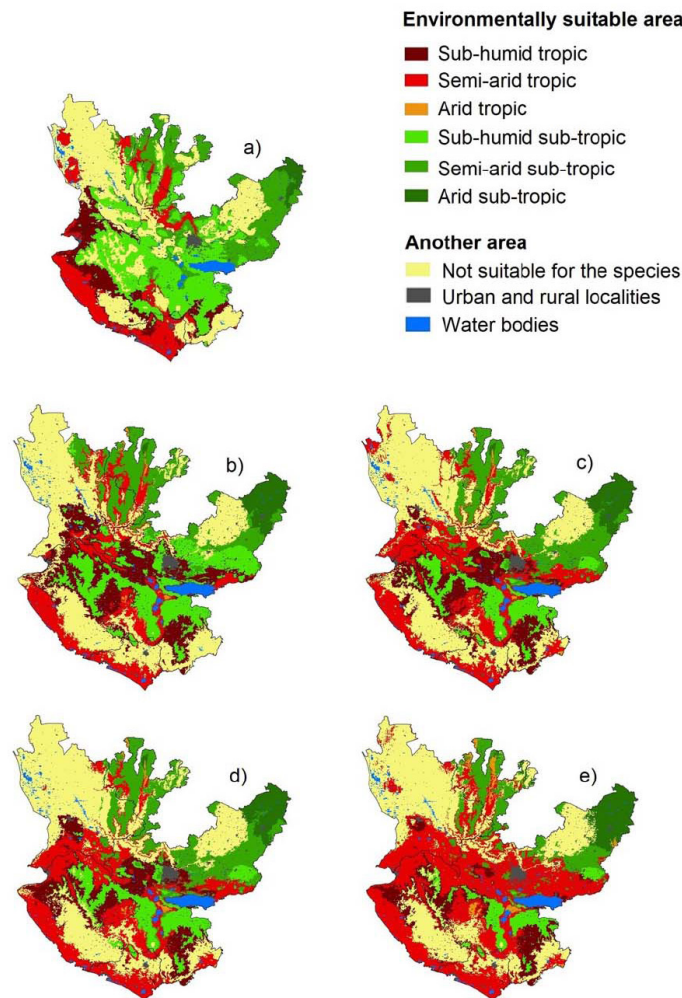 Environmentally suitable area
Sub-humid tropic
Semi-arid tropic
Arid tropic
Sub-humid sub-tropic
Semi-arid sub-tropic
Arid sub-tropic
Another area
Not suitable for the species
Urban and rural localities
Water bodies
a)
b)
c)
d)
e)